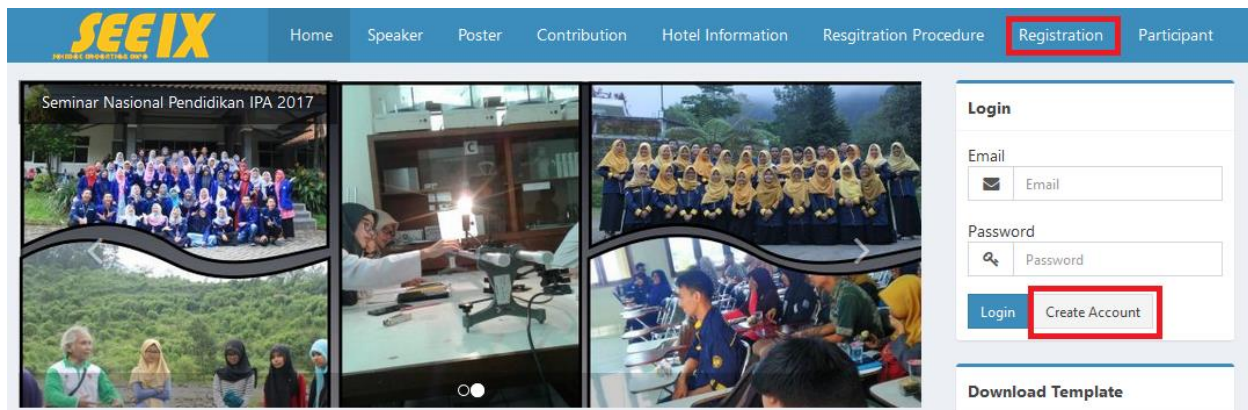 SEE IX
Home Speaker Poster Contribution Hotel Information Resgitration Procedure Registration Participant
Seminar Nasional Pendidikan IPA 2017
Login
Email
Email
Password
Password
Login Create Account
Download Template